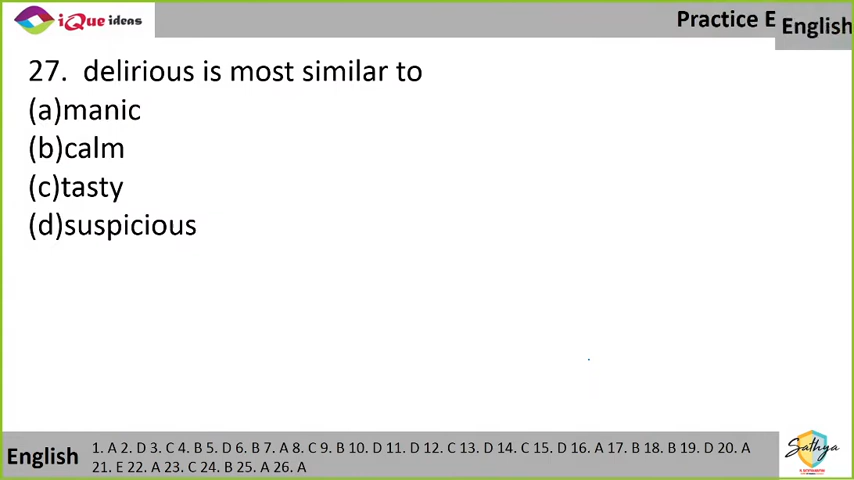 iQue ideas
Practice E
English
27. delirious is most similar to
(a)manic
(b)calm
(c)tasty
(d)suspicious
English
1. A 2. D 3. C 4. B 5. D 6. B 7. A 8. C 9. B 10. D 11. D 12. C 13. D 14. C 15. D 16. A 17. B 18. B 19. D 20. A
21. E 22. A 23. C 24. B 25. A 26. A
Sathya